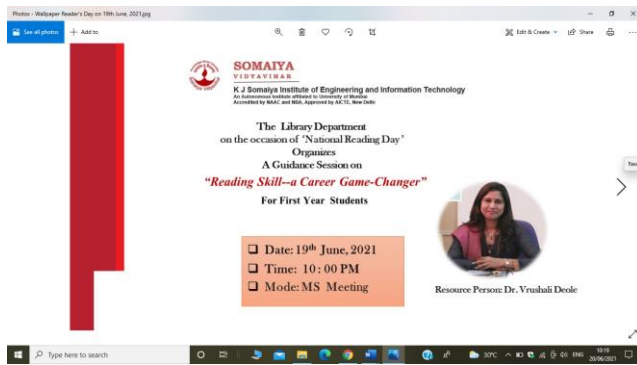 Photos - Wallpaper Reader's Day on 19th June, 2021.jpg
See all photos
Add to
Edit & Create
Share
SOMAIYA
VIDYAVIHAR
K J Somaiya Institute of Engineering and Information Technology
An Autonomous Institute affiliated to University of Mumbai
Accredited by NAAC and NBA, Approved by AICTE, New Delhi
The Library Department
on the occasion of 'National Reading Day'
Organizes
A Guidance Session on
"Reading Skill--a Career Game-Changer"
For First Year Students
Date: 19th June, 2021
Time: 10:00 PM
Mode: MS Meeting
Resource Person: Dr. Vrushali Deole
Type here to search
30°C
ENG
10:19
20/06/2021